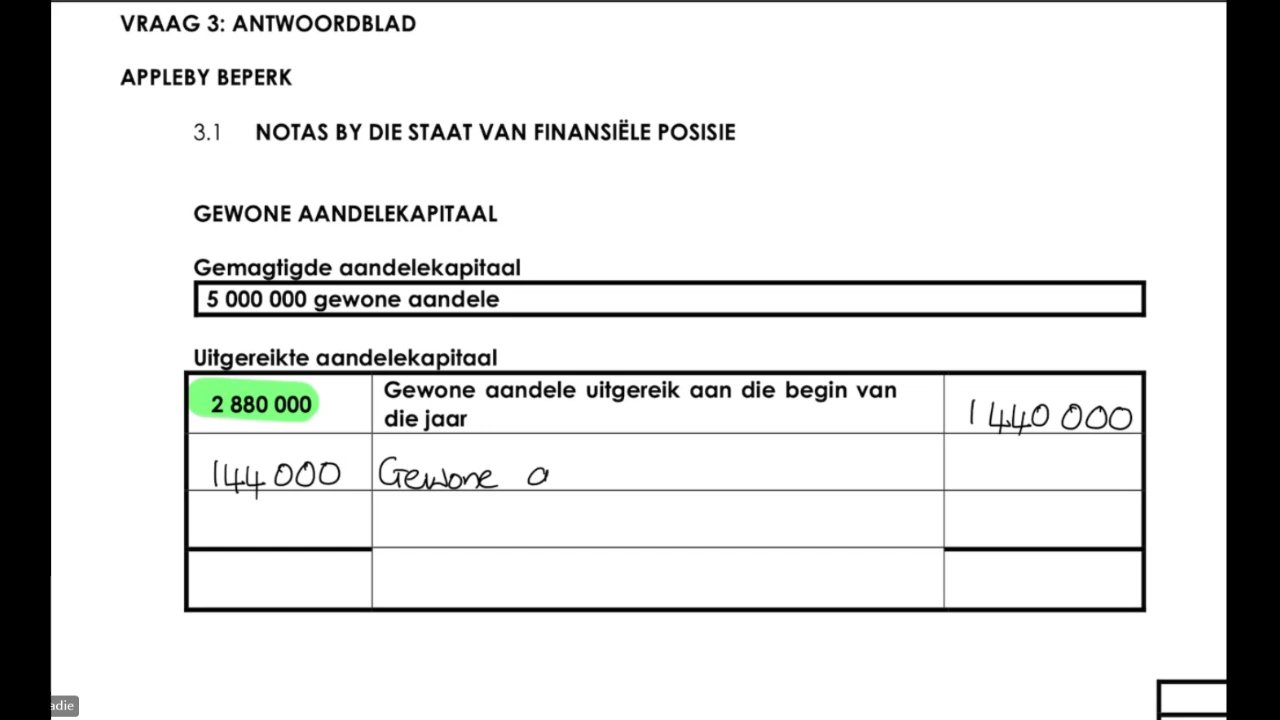 VRAAG 3: ANTWOORDBLAD
APPLEBY BEPERK
3.1 NOTAS BY DIE STAAT VAN FINANSIËLE POSISIE
GEWONE AANDELEKAPITAAL
Gemagtigde aandelekapitaal
5 000 000 gewone aandele
Uitgereikte aandelekapitaal
2 880 000 Gewone aandele uitgereik aan die begin van
die jaar 1 440 000
144 000 Gewone a
adie